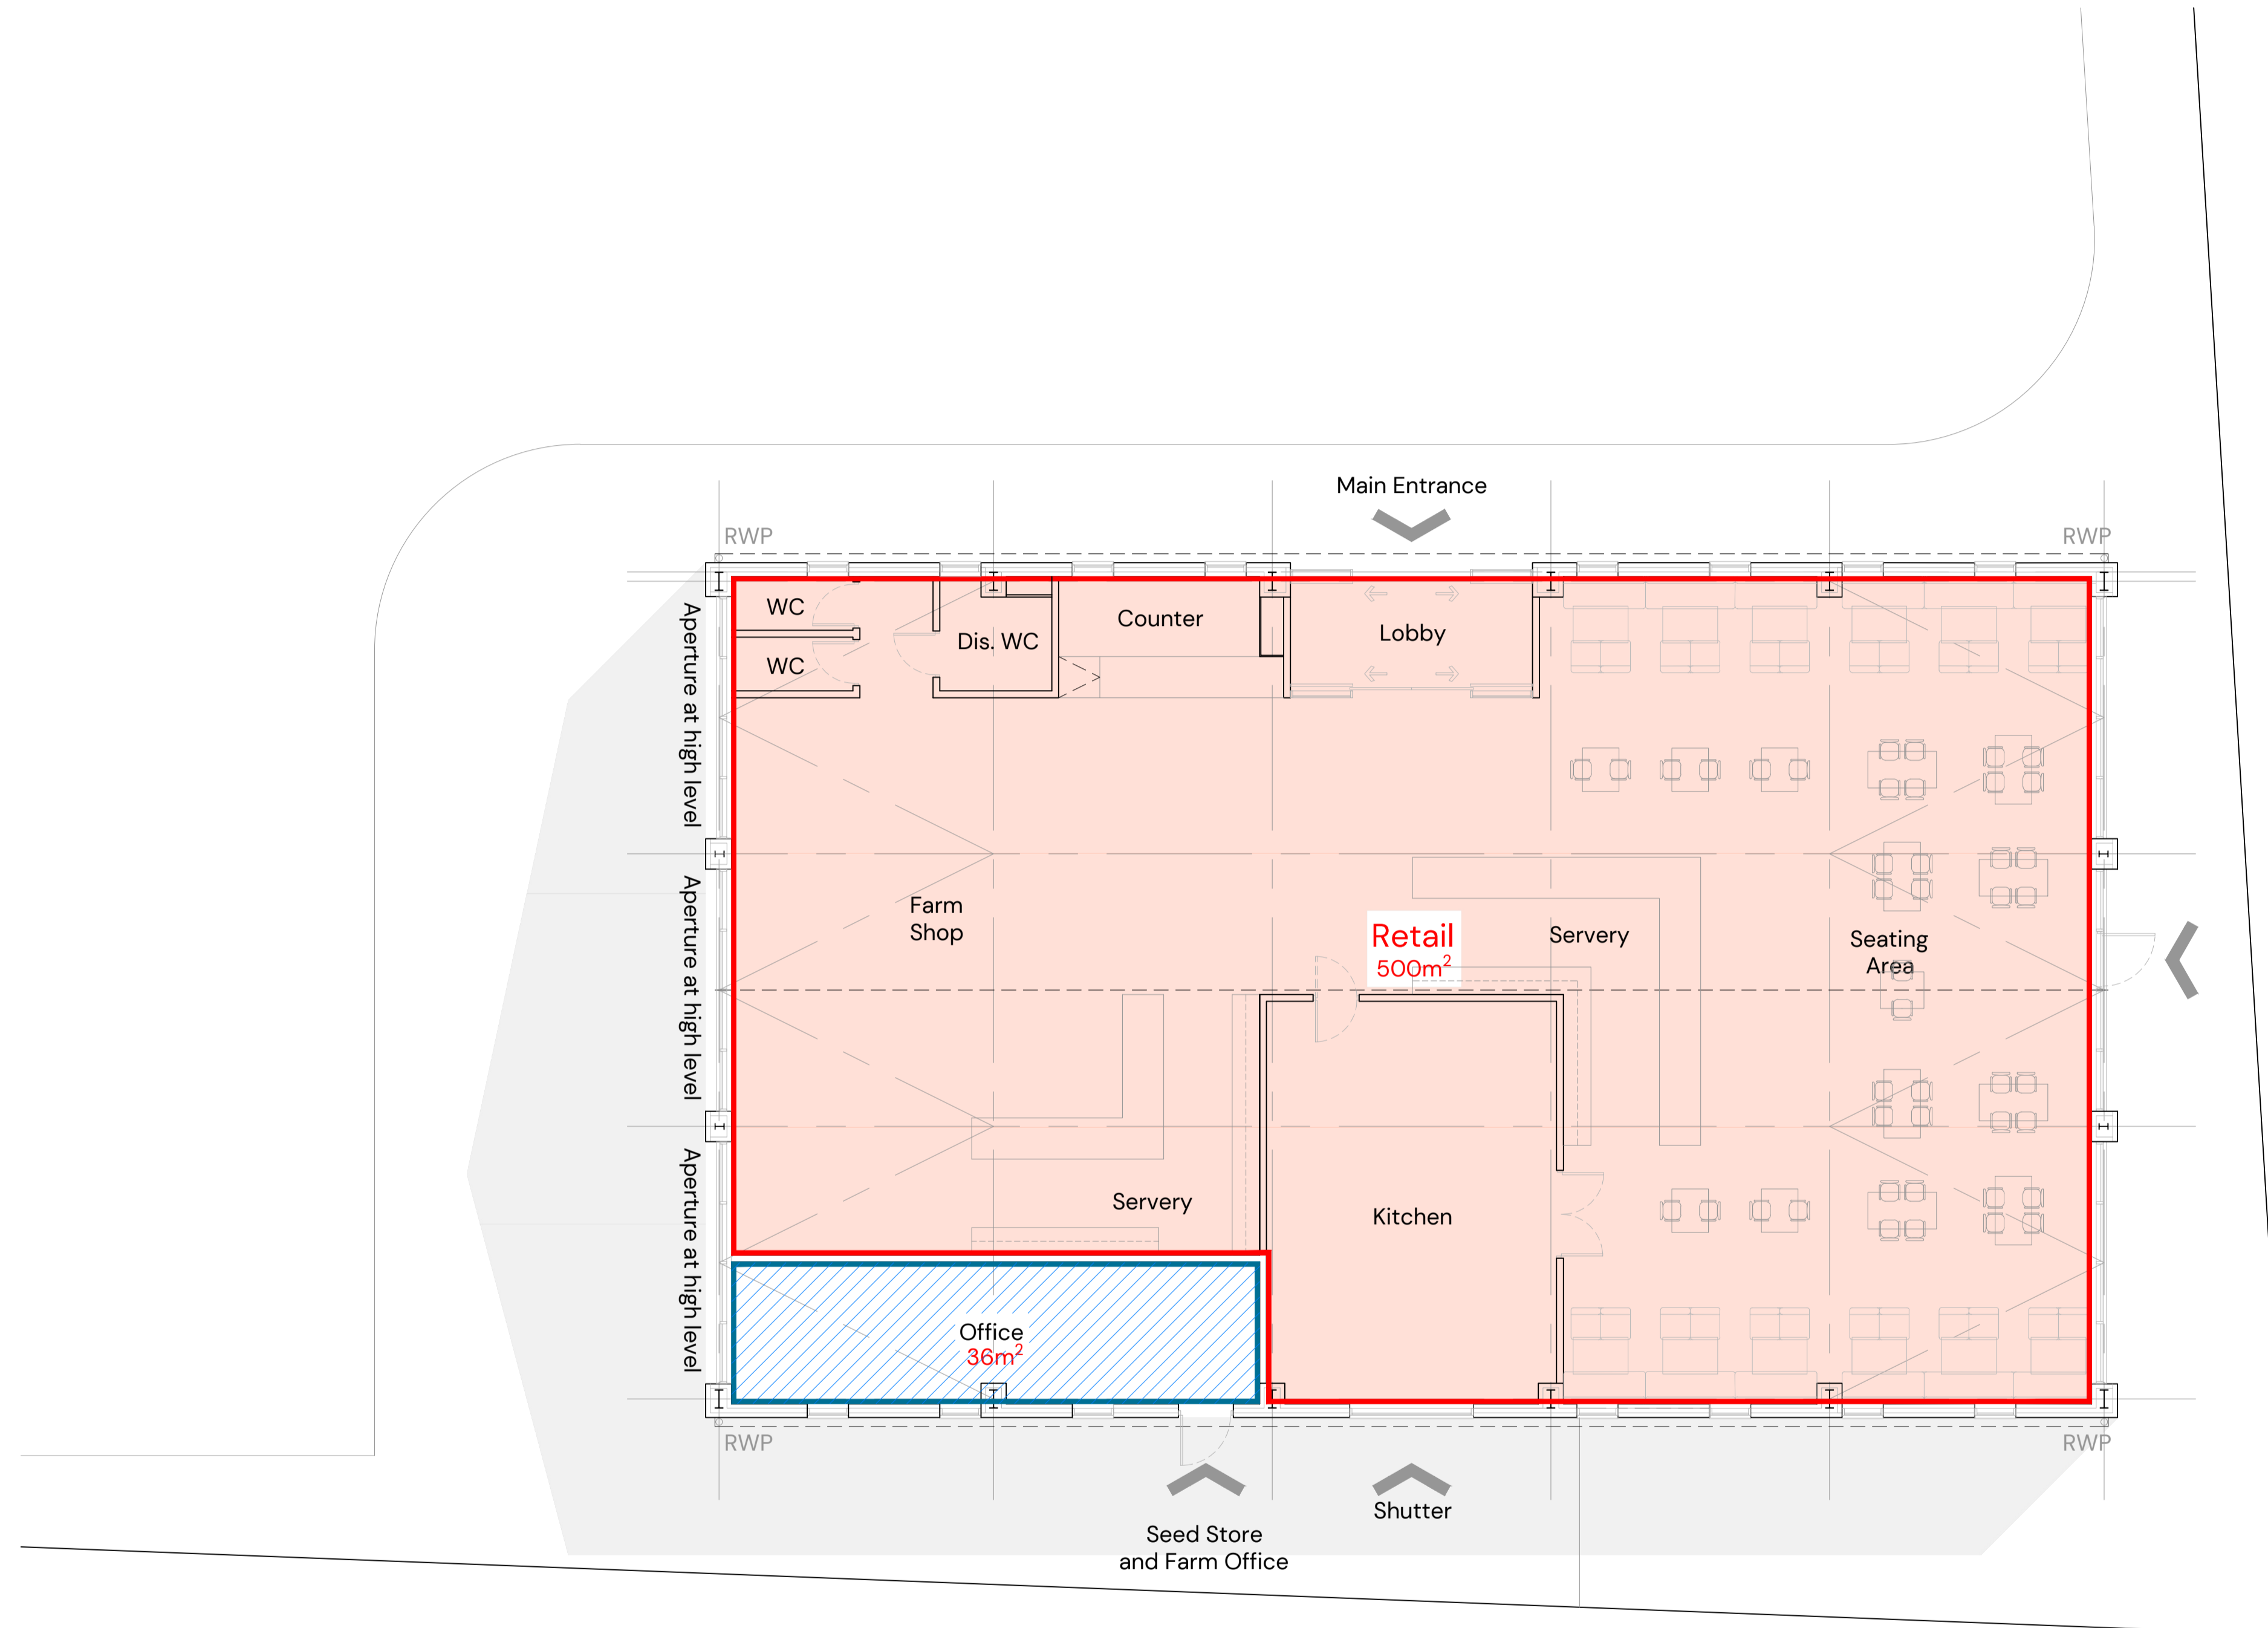 Main Entrance
RWP
RWP
WC
WC
Dis. WC
Counter
Lobby
Aperture at high level
Aperture at high level
Aperture at high level
Farm
Shop
Retail
500m²
Servery
Seating
Area
Servery
Kitchen
Office
36m²
RWP
RWP
Shutter
Seed Store
and Farm Office